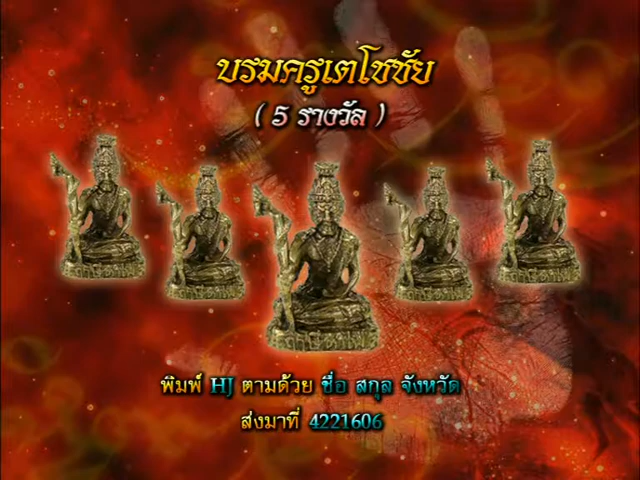 บรมครูเตโชชัย
( 5 รางวัล )
พิมพ์ HJ ตามด้วย ชื่อ สกุล จังหวัด
ส่งมาที่ 4221606